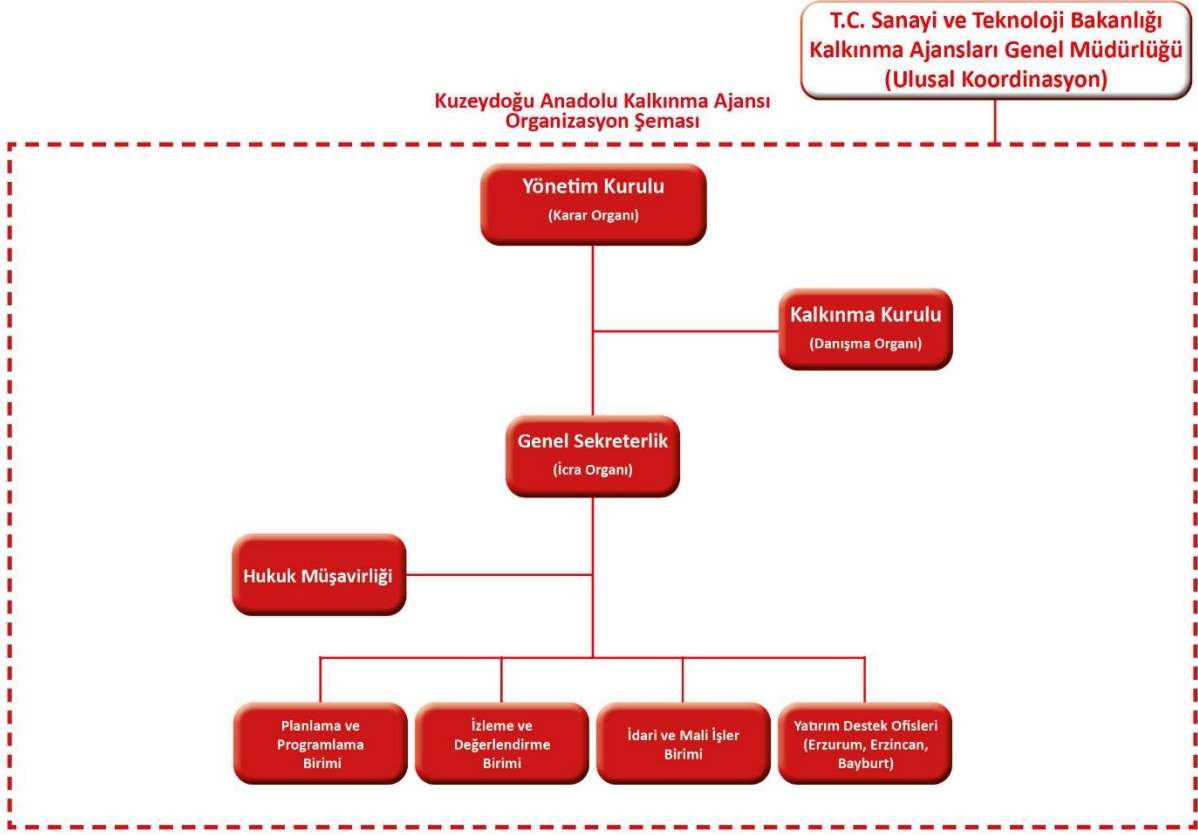 T.C. Sanayi ve Teknoloji Bakanlığı
Kalkınma Ajansları Genel Müdürlüğü
(Ulusal Koordinasyon)
Kuzeydoğu Anadolu Kalkınma Ajansı
Organizasyon Şeması
Yönetim Kurulu
(Karar Organı)
Kalkınma Kurulu
(Danışma Organı)
Genel Sekreterlik
(İcra Organı)
Hukuk Müşavirliği
Planlama ve
Programlama
Birimi
İzleme ve
Değerlendirme
Birimi
İdari ve Mali İşler
Birimi
Yatırım Destek Ofisleri
(Erzurum, Erzincan,
Bayburt)